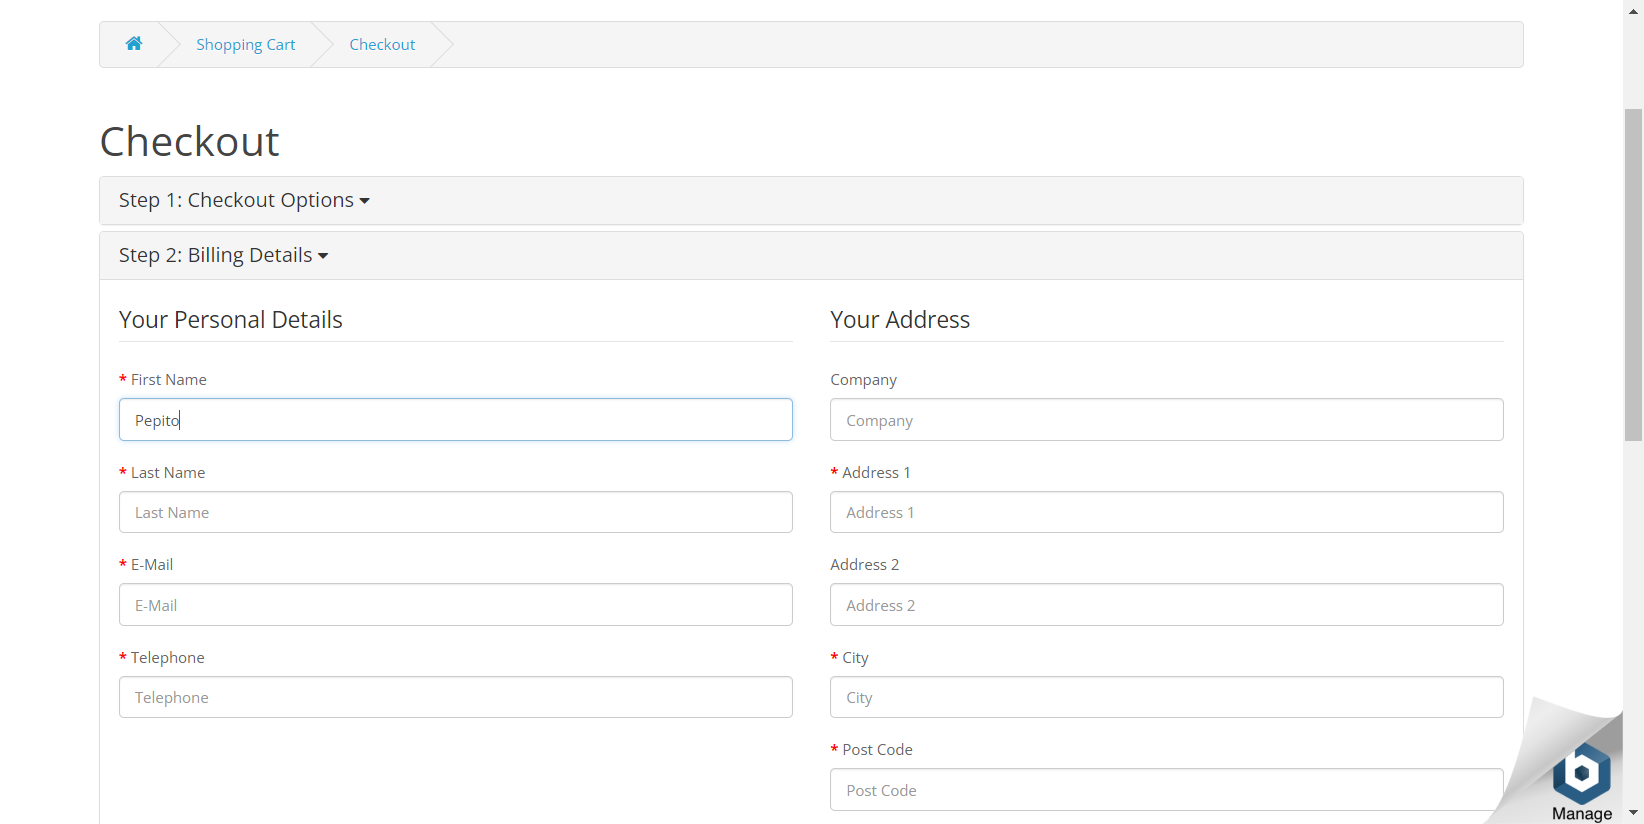 Shopping Cart
Checkout
Checkout
Step 1: Checkout Options
Step 2: Billing Details
Your Personal Details
* First Name
Pepito
* Last Name
Last Name
* E-Mail
E-Mail
* Telephone
Telephone
Your Address
Company
Company
* Address 1
Address 1
Address 2
Address 2
* City
City
* Post Code
Post Code
b
Manage